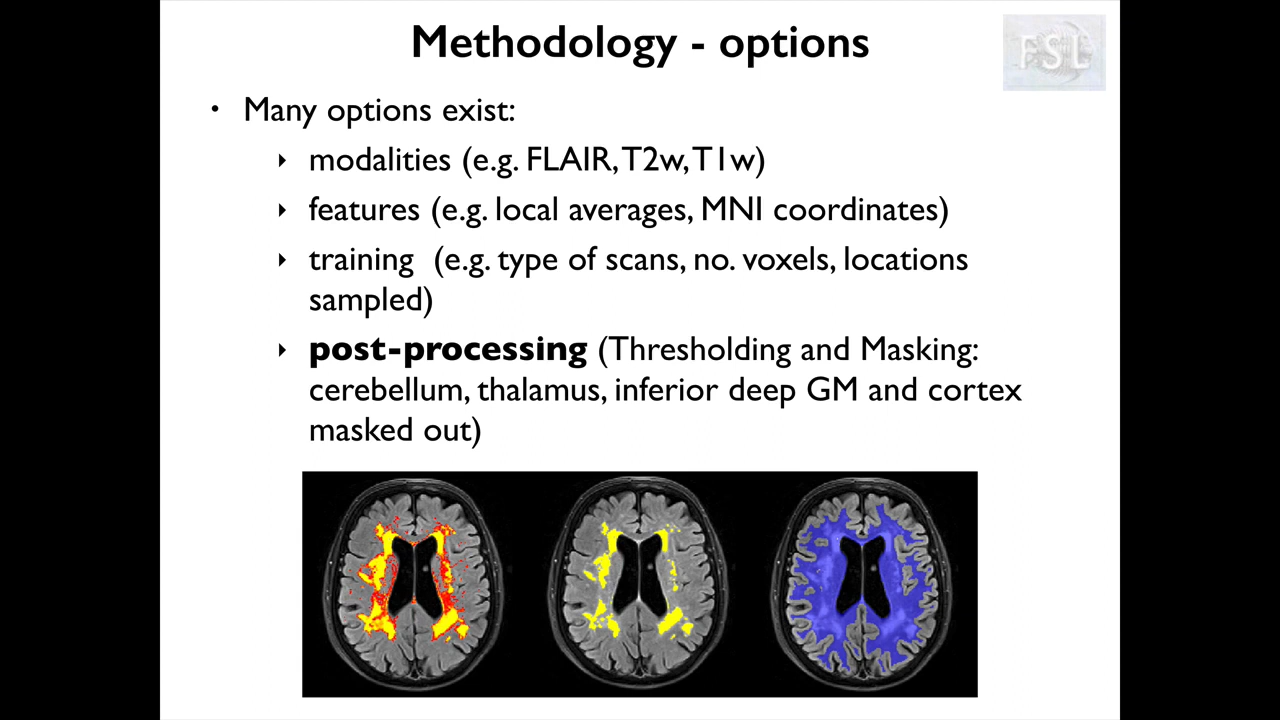 Methodology - options
FSL
• Many options exist:
‣ modalities (e.g. FLAIR, T2w, T1w)
‣ features (e.g. local averages, MNI coordinates)
‣ training (e.g. type of scans, no. voxels, locations
sampled)
‣ post-processing (Thresholding and Masking:
cerebellum, thalamus, inferior deep GM and cortex
masked out)